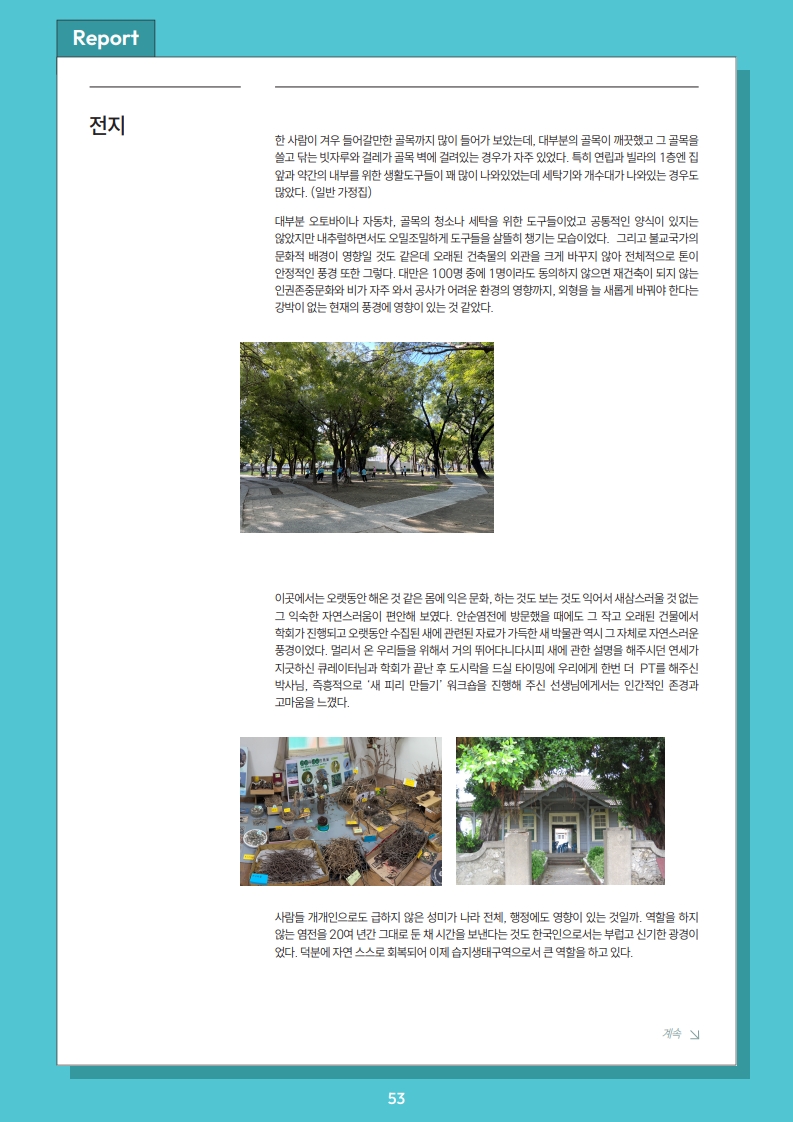 Report
전지
한 사람이 겨우 들어갈만한 골목까지 많이 들어가 보았는데, 대부분의 골목이 깨끗했고 그 골목을
쓸고 닦는 빗자루와 걸레가 골목 벽에 걸려있는 경우가 자주 있었다. 특히 연립과 빌라의 1층엔 집
앞과 약간의 내부를 위한 생활도구들이 꽤 많이 나와있었는데 세탁기와 개수대가 나와있는 경우도
많았다. (일반 가정집)
대부분 오토바이나 자동차, 골목의 청소나 세탁을 위한 도구들이었고 공통적인 양식이 있지는
않았지만 내추럴하면서도 오밀조밀하게 도구들을 살뜰히 챙기는 모습이었다. 그리고 불교국가의
문화적 배경이 영향일 것도 같은데 오래된 건축물의 외관을 크게 바꾸지 않아 전체적으로 톤이
안정적인 풍경 또한 그렇다. 대만은 100명 중에 1명이라도 동의하지 않으면 재건축이 되지 않는
인권존중문화와 비가 자주 와서 공사가 어려운 환경의 영향까지, 외형을 늘 새롭게 바꿔야 한다는
강박이 없는 현재의 풍경에 영향이 있는 것 같았다.
이곳에서는 오랫동안 해온 것 같은 몸에 익은 문화, 하는 것도 보는 것도 익어서 새삼스러울 것 없는
그 익숙한 자연스러움이 편안해 보였다. 안순염전에 방문했을 때에도 그 작고 오래된 건물에서
학회가 진행되고 오랫동안 수집된 새에 관련된 자료가 가득한 새 박물관 역시 그 자체로 자연스러운
풍경이었다. 멀리서 온 우리들을 위해서 거의 뛰어다니다시피 새에 관한 설명을 해주시던 연세가
지긋하신 큐레이터님과 학회가 끝난 후 도시락을 드실 타이밍에 우리에게 한번 더 PT를 해주신
박사님, 즉흥적으로 ‘새 피리 만들기’ 워크숍을 진행해 주신 선생님에게서는 인간적인 존경과
고마움을 느꼈다.
사람들 개개인으로도 급하지 않은 성미가 나라 전체, 행정에도 영향이 있는 것일까. 역할을 하지
않는 염전을 20여 년간 그대로 둔 채 시간을 보낸다는 것도 한국인으로서는 부럽고 신기한 광경이
었다. 덕분에 자연 스스로 회복되어 이제 습지생태구역으로서 큰 역할을 하고 있다.
계속
53